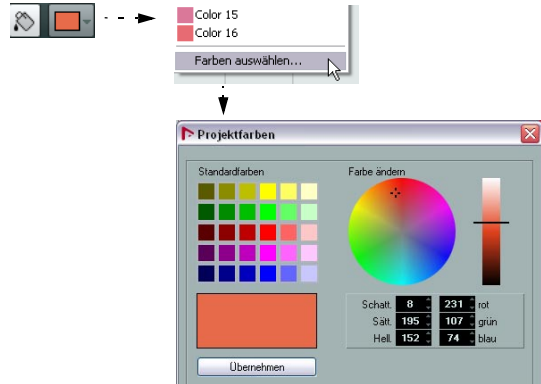 Color 15
Color 16
Farben auswählen...
Projektfarben
Standardfarben
Farbe ändern
Schatt. 8 231 rot
Sätt. 195 107 grün
Hell. 152 74 blau
Übernehmen